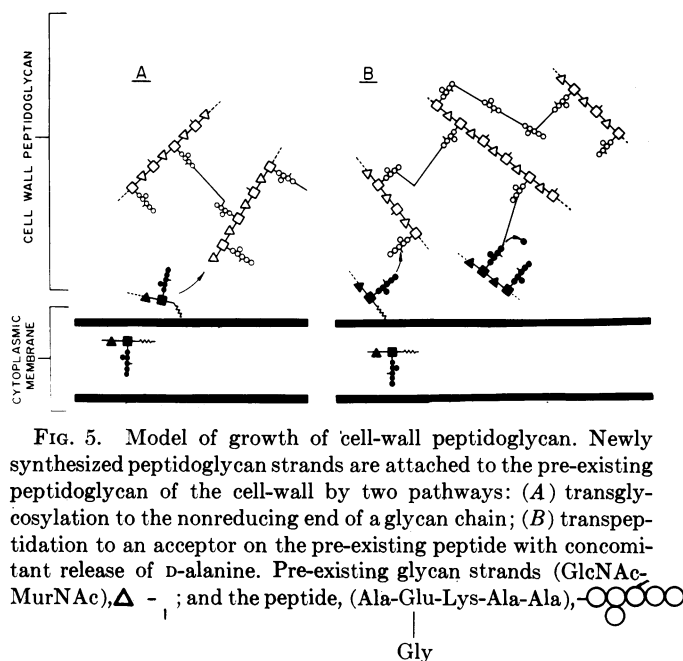 CELL WALL PEPTIDOGLYCAN
CYTOPLASMIC
MEMBRANE
A
B
FIG. 5. Model of growth of cell-wall peptidoglycan. Newly
synthesized peptidoglycan strands are attached to the pre-existing
peptidoglycan of the cell-wall by two pathways: (A) transgly-
cosylation to the nonreducing end of a glycan chain; (B) transpep-
tidation to an acceptor on the pre-existing peptide with concomi-
tant release of D-alanine. Pre-existing glycan strands (GlcNAc-
MurNAc), Δ - ; and the peptide, (Ala-Glu-Lys-Ala-Ala),
Gly